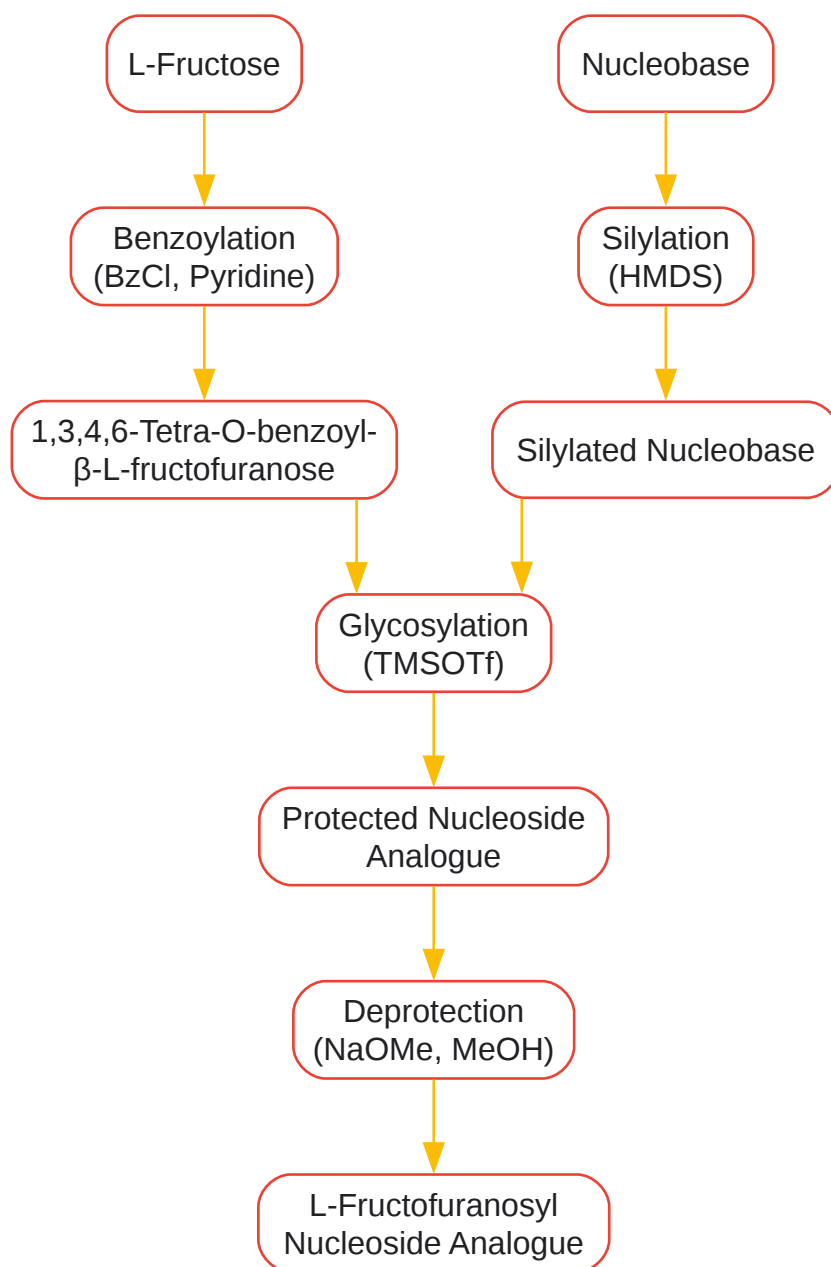 L-Fructose
Nucleobase
Benzoylation
(BzCl, Pyridine)
Silylation
(HMDS)
1,3,4,6-Tetra-O-benzoyl-
β-L-fructofuranose
Silylated Nucleobase
Glycosylation
(TMSOTf)
Protected Nucleoside
Analogue
Deprotection
(NaOMe, MeOH)
L-Fructofuranosyl
Nucleoside Analogue